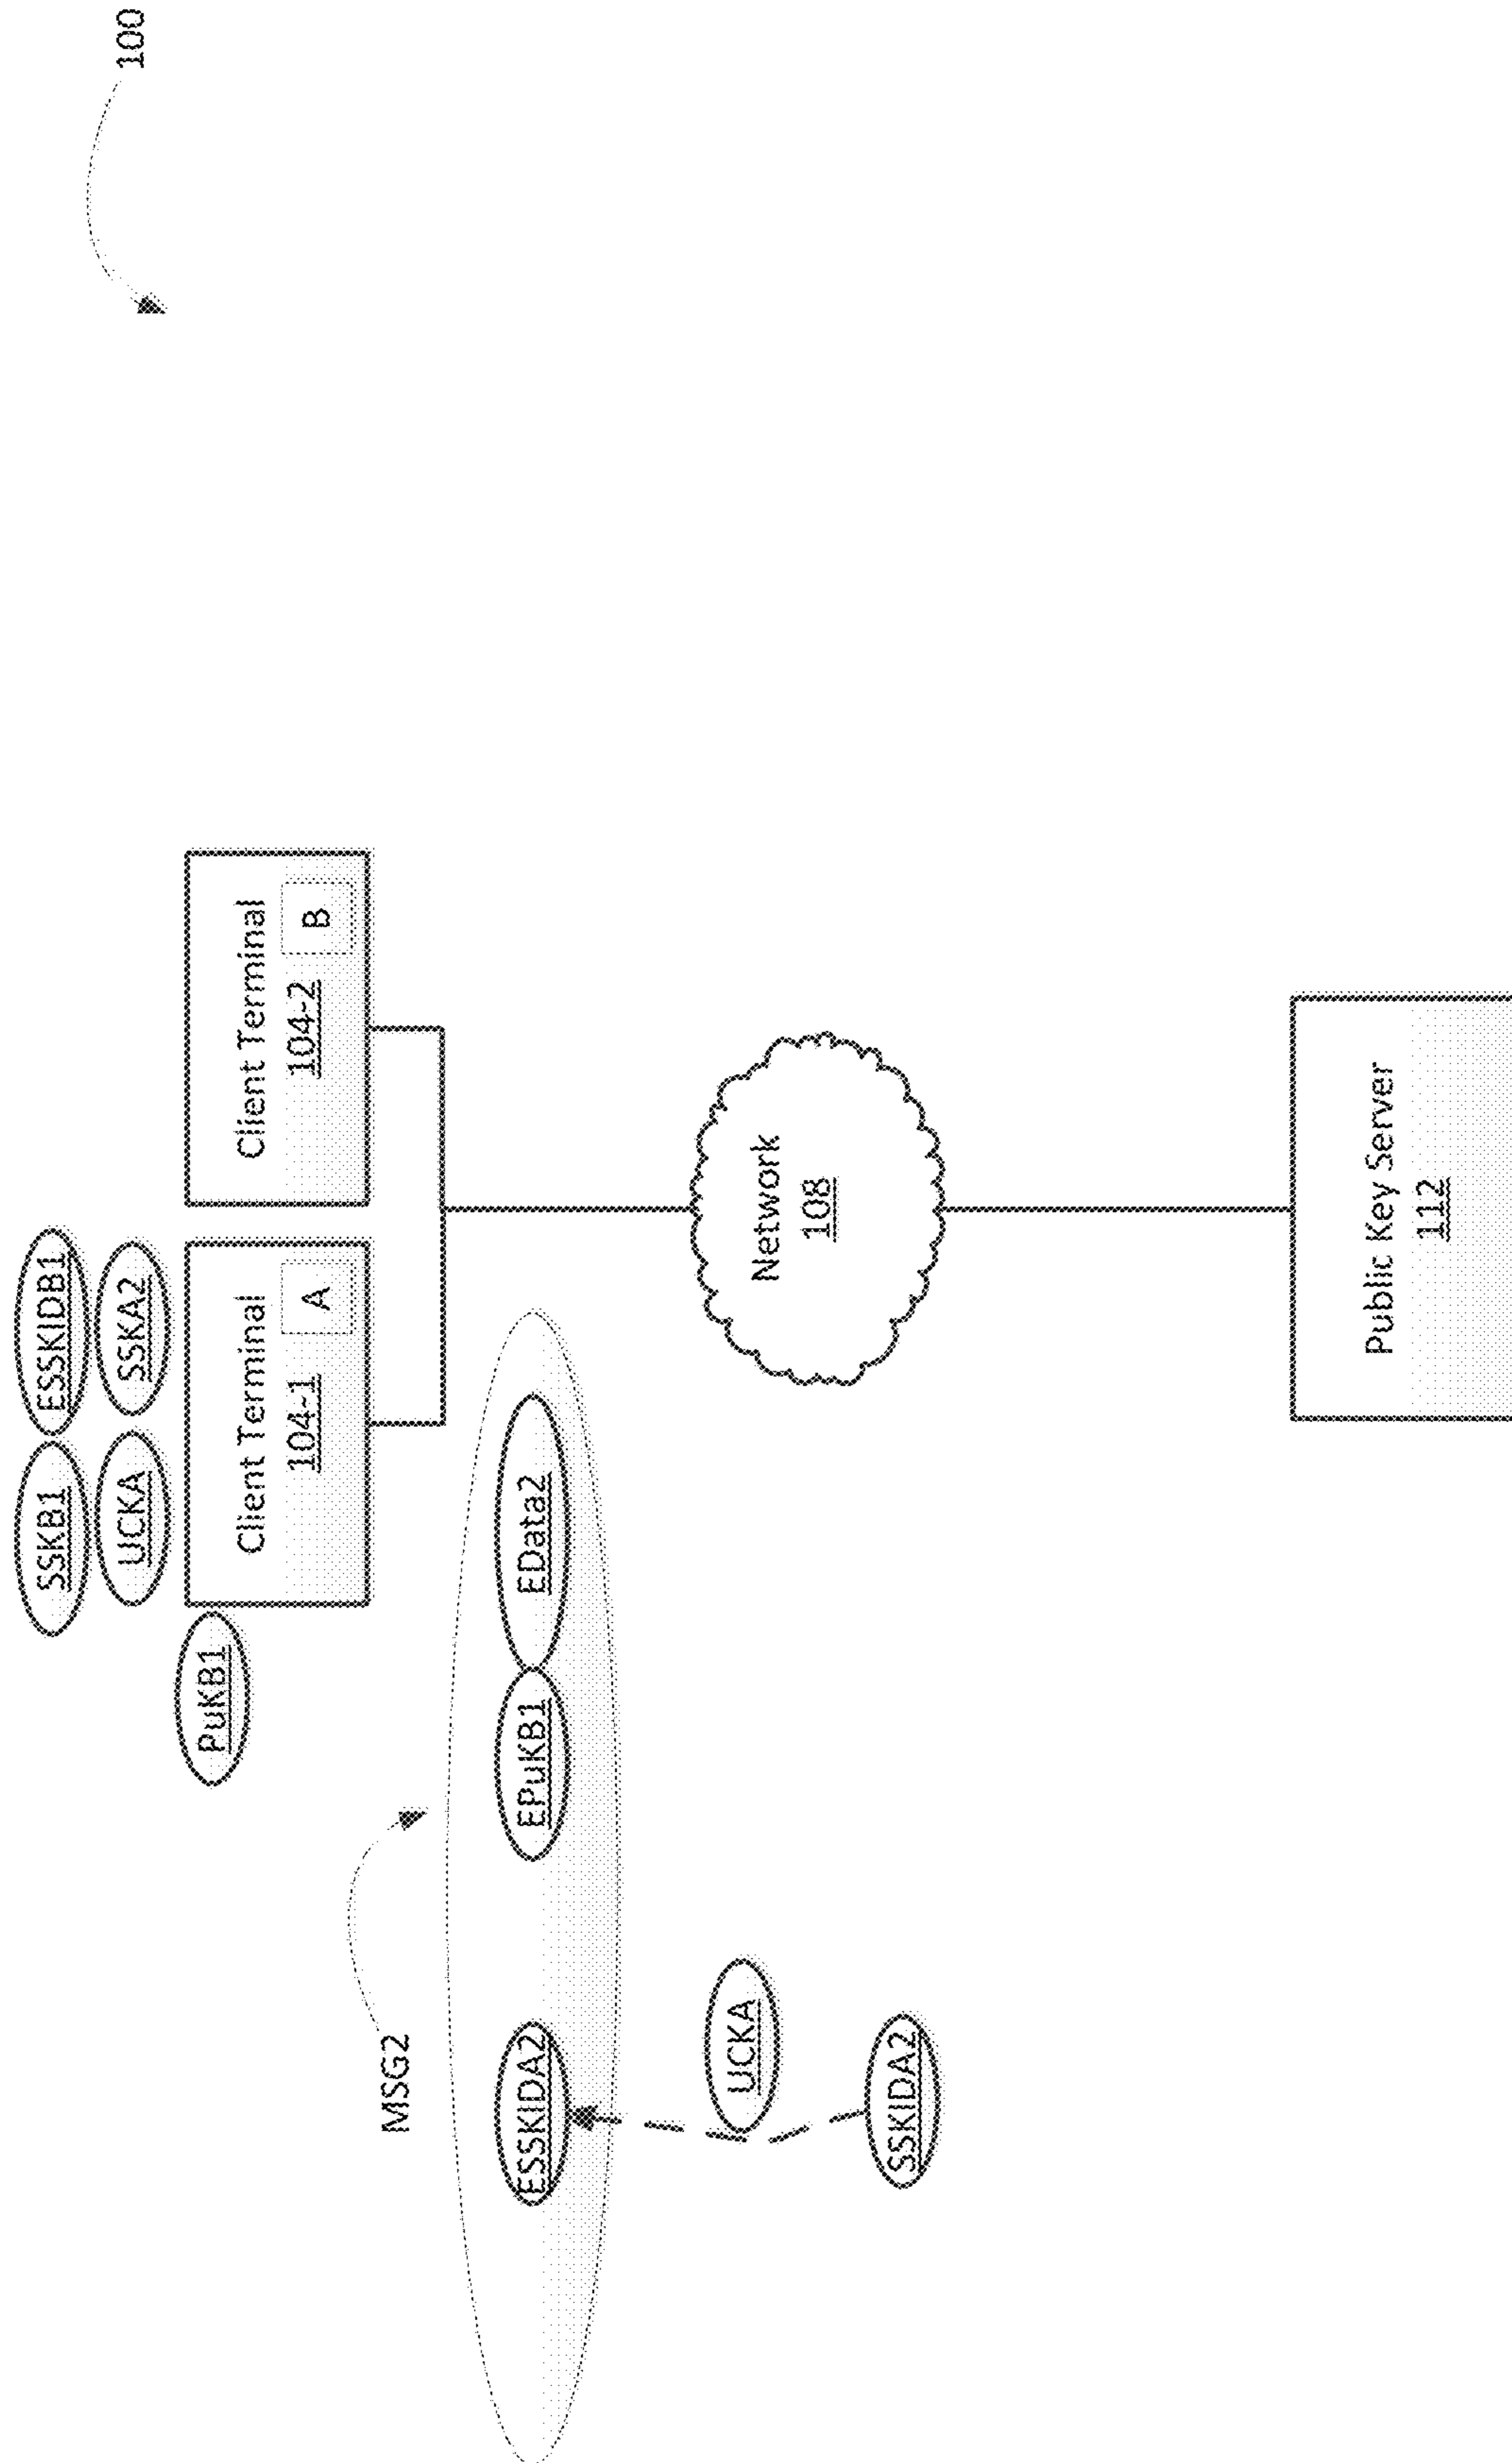 100
SSKB1
ESSKIDB1
UCKA
SSKA2
PuKB1
Client Terminal
104-1
A
Client Terminal
104-2
B
MSG2
ESSKIDA2
EPuKB1
EData2
UCKA
SSKIDA2
Network
108
Public Key Server
112